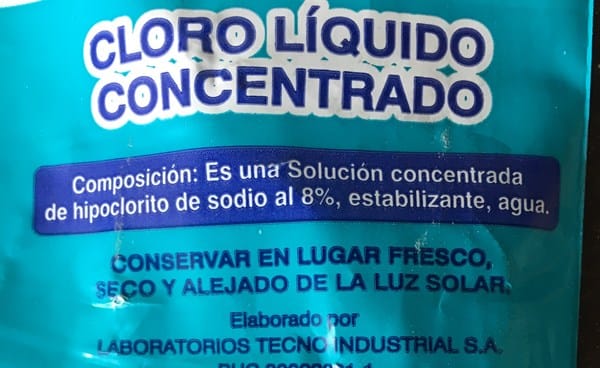 CLORO LÍQUIDO
CONCENTRADO
Composición: Es una Solución concentrada
de hipoclorito de sodio al 8%, estabilizante, agua.
CONSERVAR EN LUGAR FRESCO,
SECO Y ALEJADO DE LA LUZ SOLAR.
Elaborado por
LABORATORIOS TECNO INDUSTRIAL S.A.